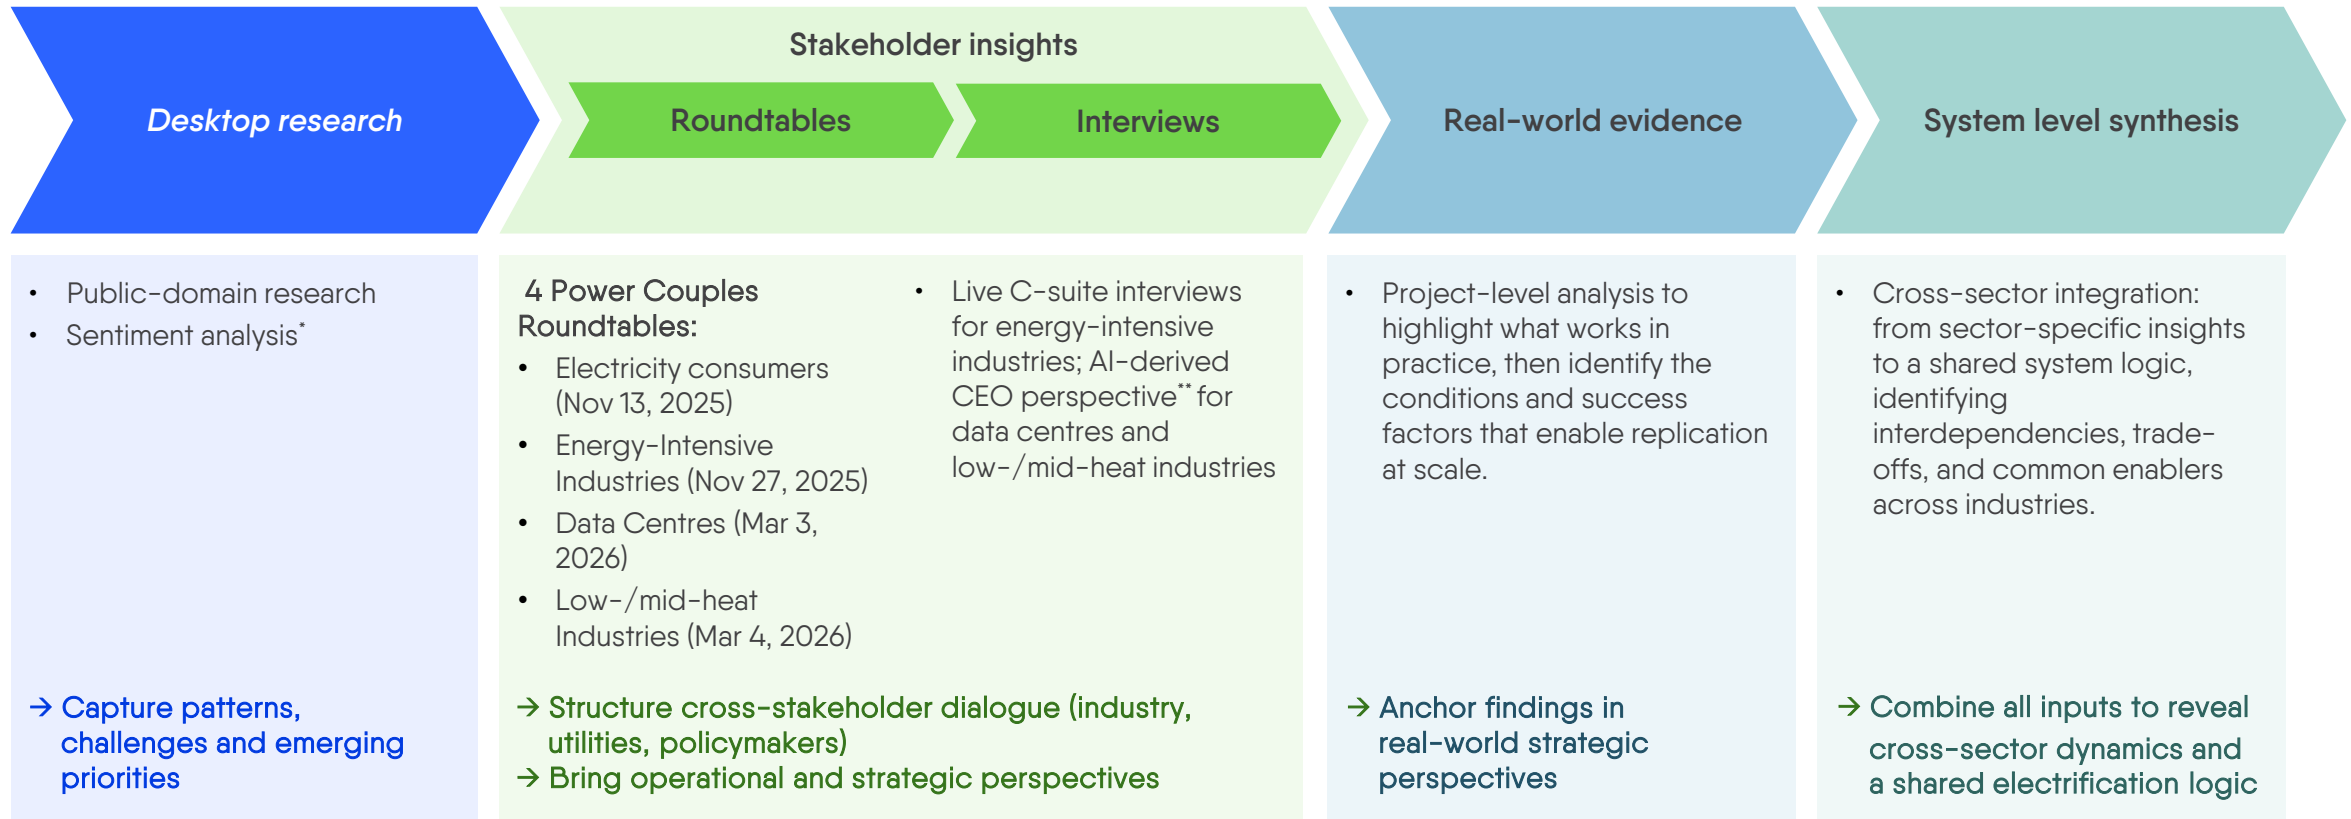 Desktop research
Stakeholder insights
Roundtables
Interviews
Real-world evidence
System level synthesis
• Public-domain research
• Sentiment analysis*
→ Capture patterns,
challenges and emerging
priorities
4 Power Couples
Roundtables:
• Electricity consumers
(Nov 13, 2025)
• Energy-Intensive
Industries (Nov 27, 2025)
• Data Centres (Mar 3,
2026)
• Low-/mid-heat
Industries (Mar 4, 2026)
• Live C-suite interviews
for energy-intensive
industries; AI-derived
CEO perspective** for
data centres and
low-/mid-heat industries
→ Structure cross-stakeholder dialogue (industry,
utilities, policymakers)
→ Bring operational and strategic perspectives
• Project-level analysis to
highlight what works in
practice, then identify the
conditions and success
factors that enable replication
at scale.
→ Anchor findings in
real-world strategic
perspectives
• Cross-sector integration:
from sector-specific insights
to a shared system logic,
identifying
interdependencies, trade-
offs, and common enablers
across industries.
→ Combine all inputs to reveal
cross-sector dynamics and
a shared electrification logic